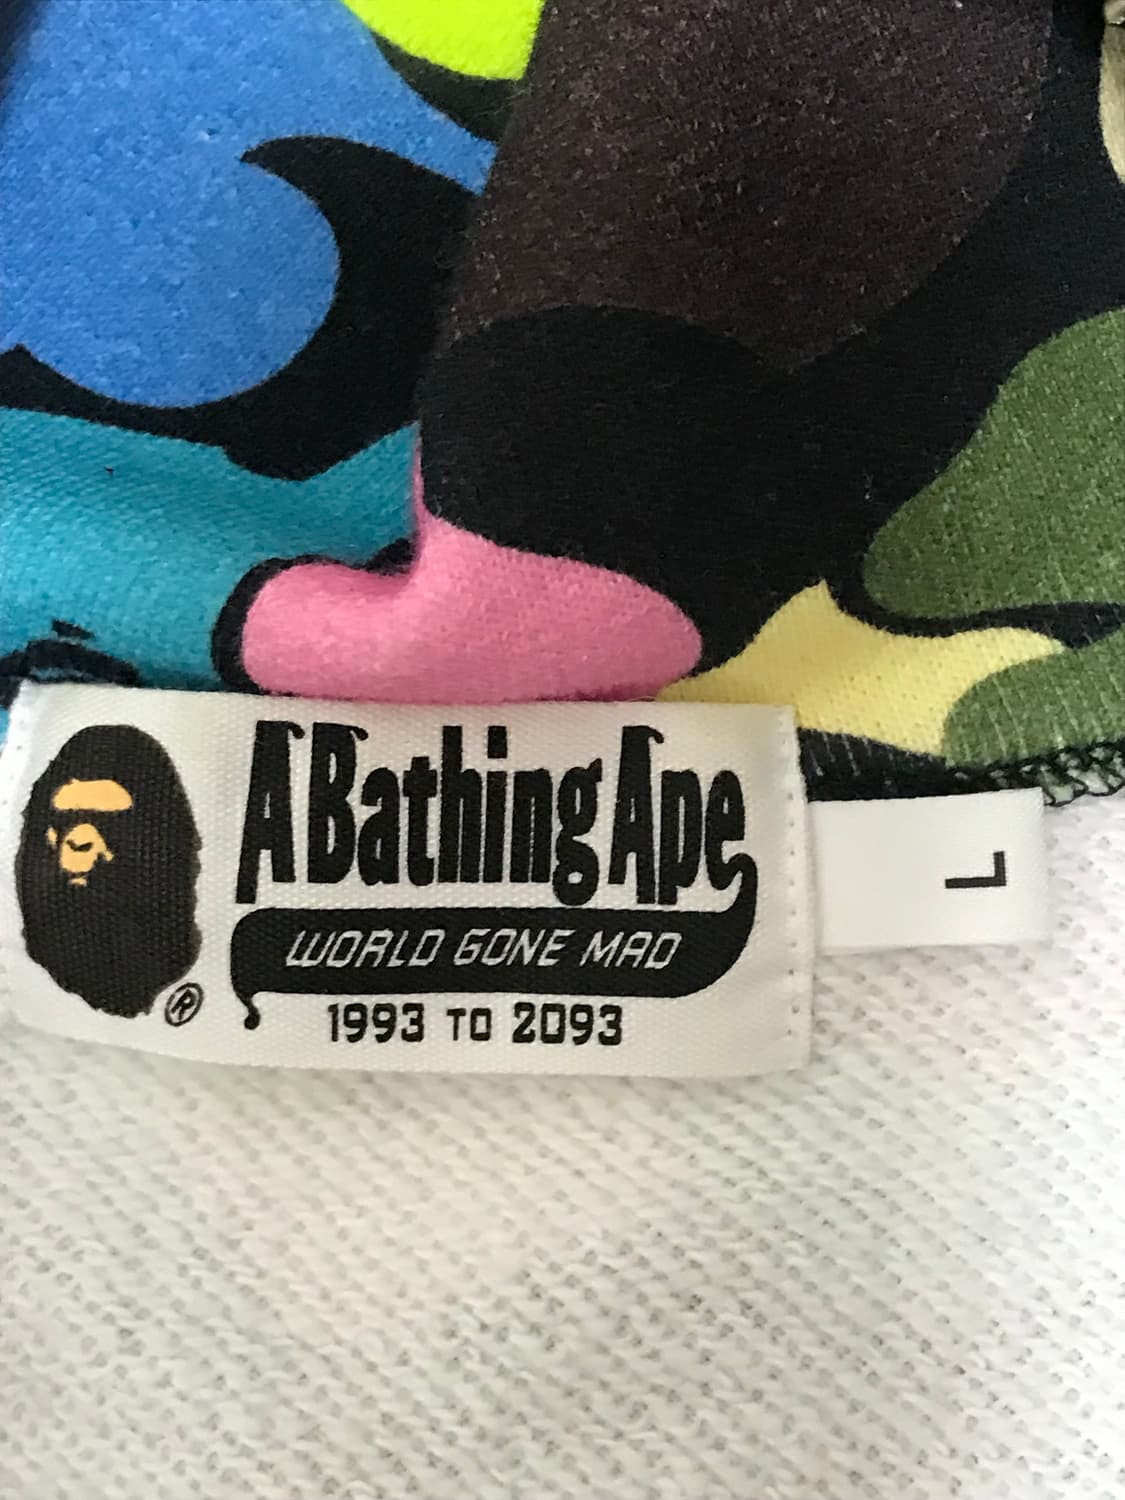 A Bathing Ape
WORLD GONE MAD
1993 TO 2093
®
L